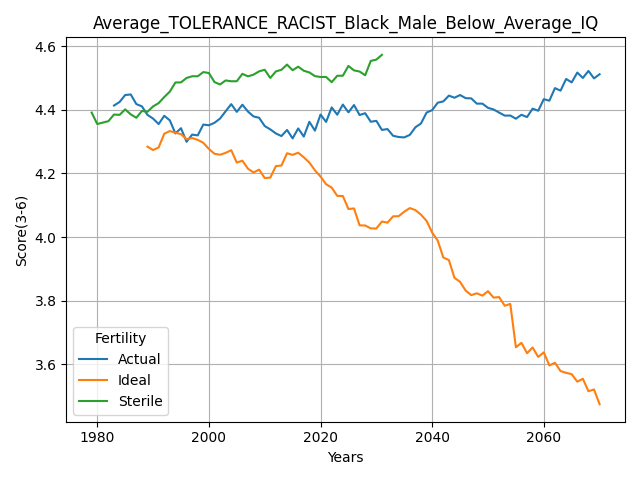 Average_TOLERANCE_RACIST_Black_Male_Below_Average_IQ
Score(3-6)
4.6
4.4
4.2
4.0
3.8
3.6
Fertility
Actual
Ideal
Sterile
1980
2000
2020
2040
2060
Years